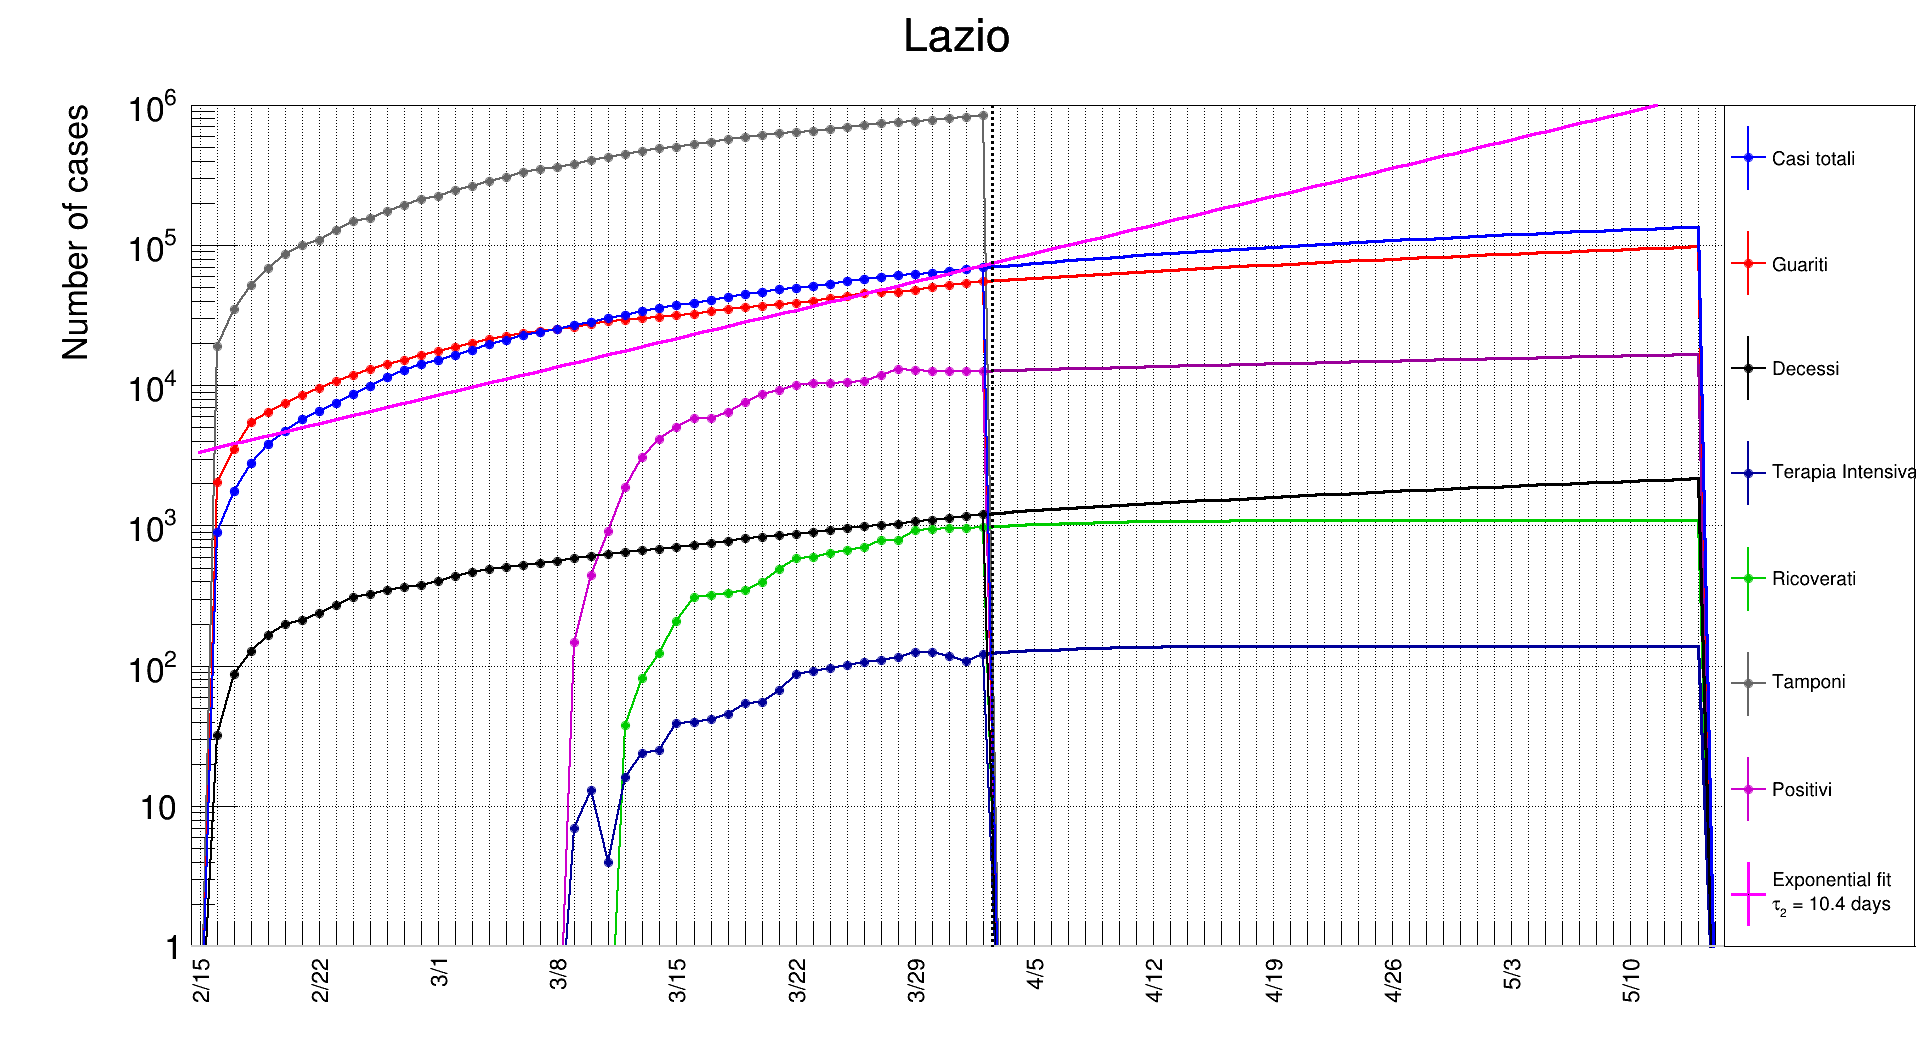 Lazio
Number of cases
10^6
10^5
10^4
10^3
10^2
10
1
2/15
2/22
3/1
3/8
3/15
3/22
3/29
4/5
4/12
4/19
4/26
5/3
5/10
Casi totali
Guariti
Decessi
Terapia Intensiva
Ricoverati
Tamponi
Positivi
Exponential fit
τ₂ = 10.4 days